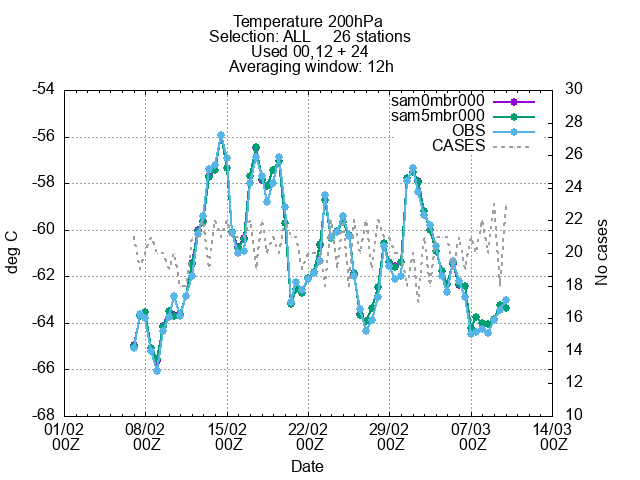 Temperature 200hPa
Selection: ALL 26 stations
Used 00,12 + 24
Averaging window: 12h
sam0mbr000
sam5mbr000
OBS
CASES
-54
-56
-58
-60
-62
-64
-66
-68
deg C
30
28
26
24
22
20
18
16
14
12
10
No cases
01/02 08/02 15/02 22/02 29/02 07/03 14/03
00Z 00Z 00Z 00Z 00Z 00Z 00Z
Date